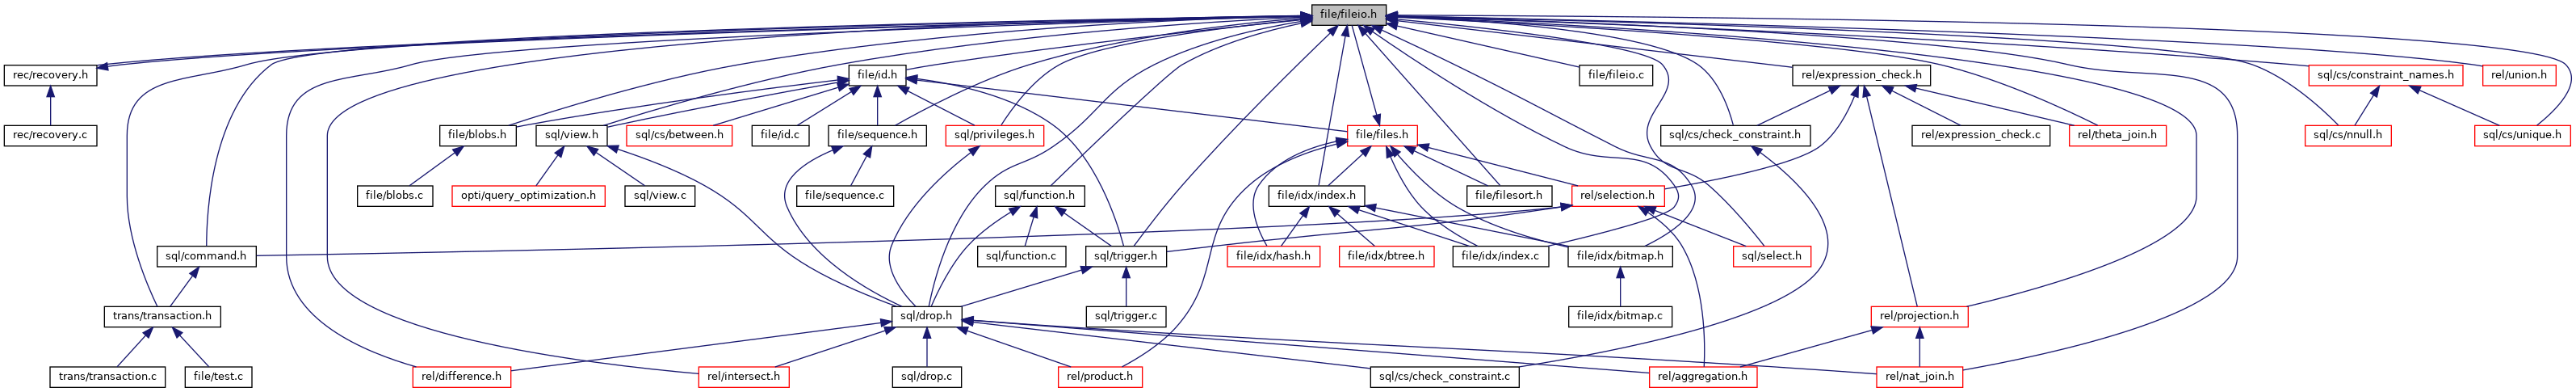 file/fileio.h
rec/recovery.h
file/id.h
file/fileio.c
rel/expression_check.h
sql/cs/constraint_names.h
rel/union.h
rec/recovery.c
file/blobs.h
sql/view.h
sql/cs/between.h
file/id.c
file/sequence.h
sql/privileges.h
file/files.h
sql/cs/check_constraint.h
rel/expression_check.c
rel/theta_join.h
sql/cs/nnull.h
sql/cs/unique.h
file/blobs.c
opti/query_optimization.h
sql/view.c
file/sequence.c
sql/function.h
file/idx/index.h
file/filesort.h
rel/selection.h
sql/command.h
sql/function.c
sql/trigger.h
file/idx/hash.h
file/idx/btree.h
file/idx/index.c
file/idx/bitmap.h
sql/select.h
trans/transaction.h
sql/drop.h
sql/trigger.c
file/idx/bitmap.c
rel/projection.h
trans/transaction.c
file/test.c
rel/difference.h
rel/intersect.h
sql/drop.c
rel/product.h
sql/cs/check_constraint.c
rel/aggregation.h
rel/nat_join.h